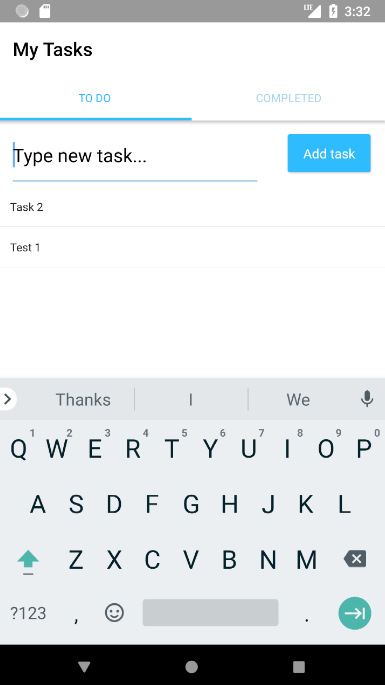 LTE 3:32
My Tasks
TO DO COMPLETED
Type new task... Add task
Task 2
Test 1
Thanks I We
1 2 3 4 5 6 7 8 9 0
Q W E R T Y U I O P
A S D F G H J K L
Z X C V B N M
?123 , .